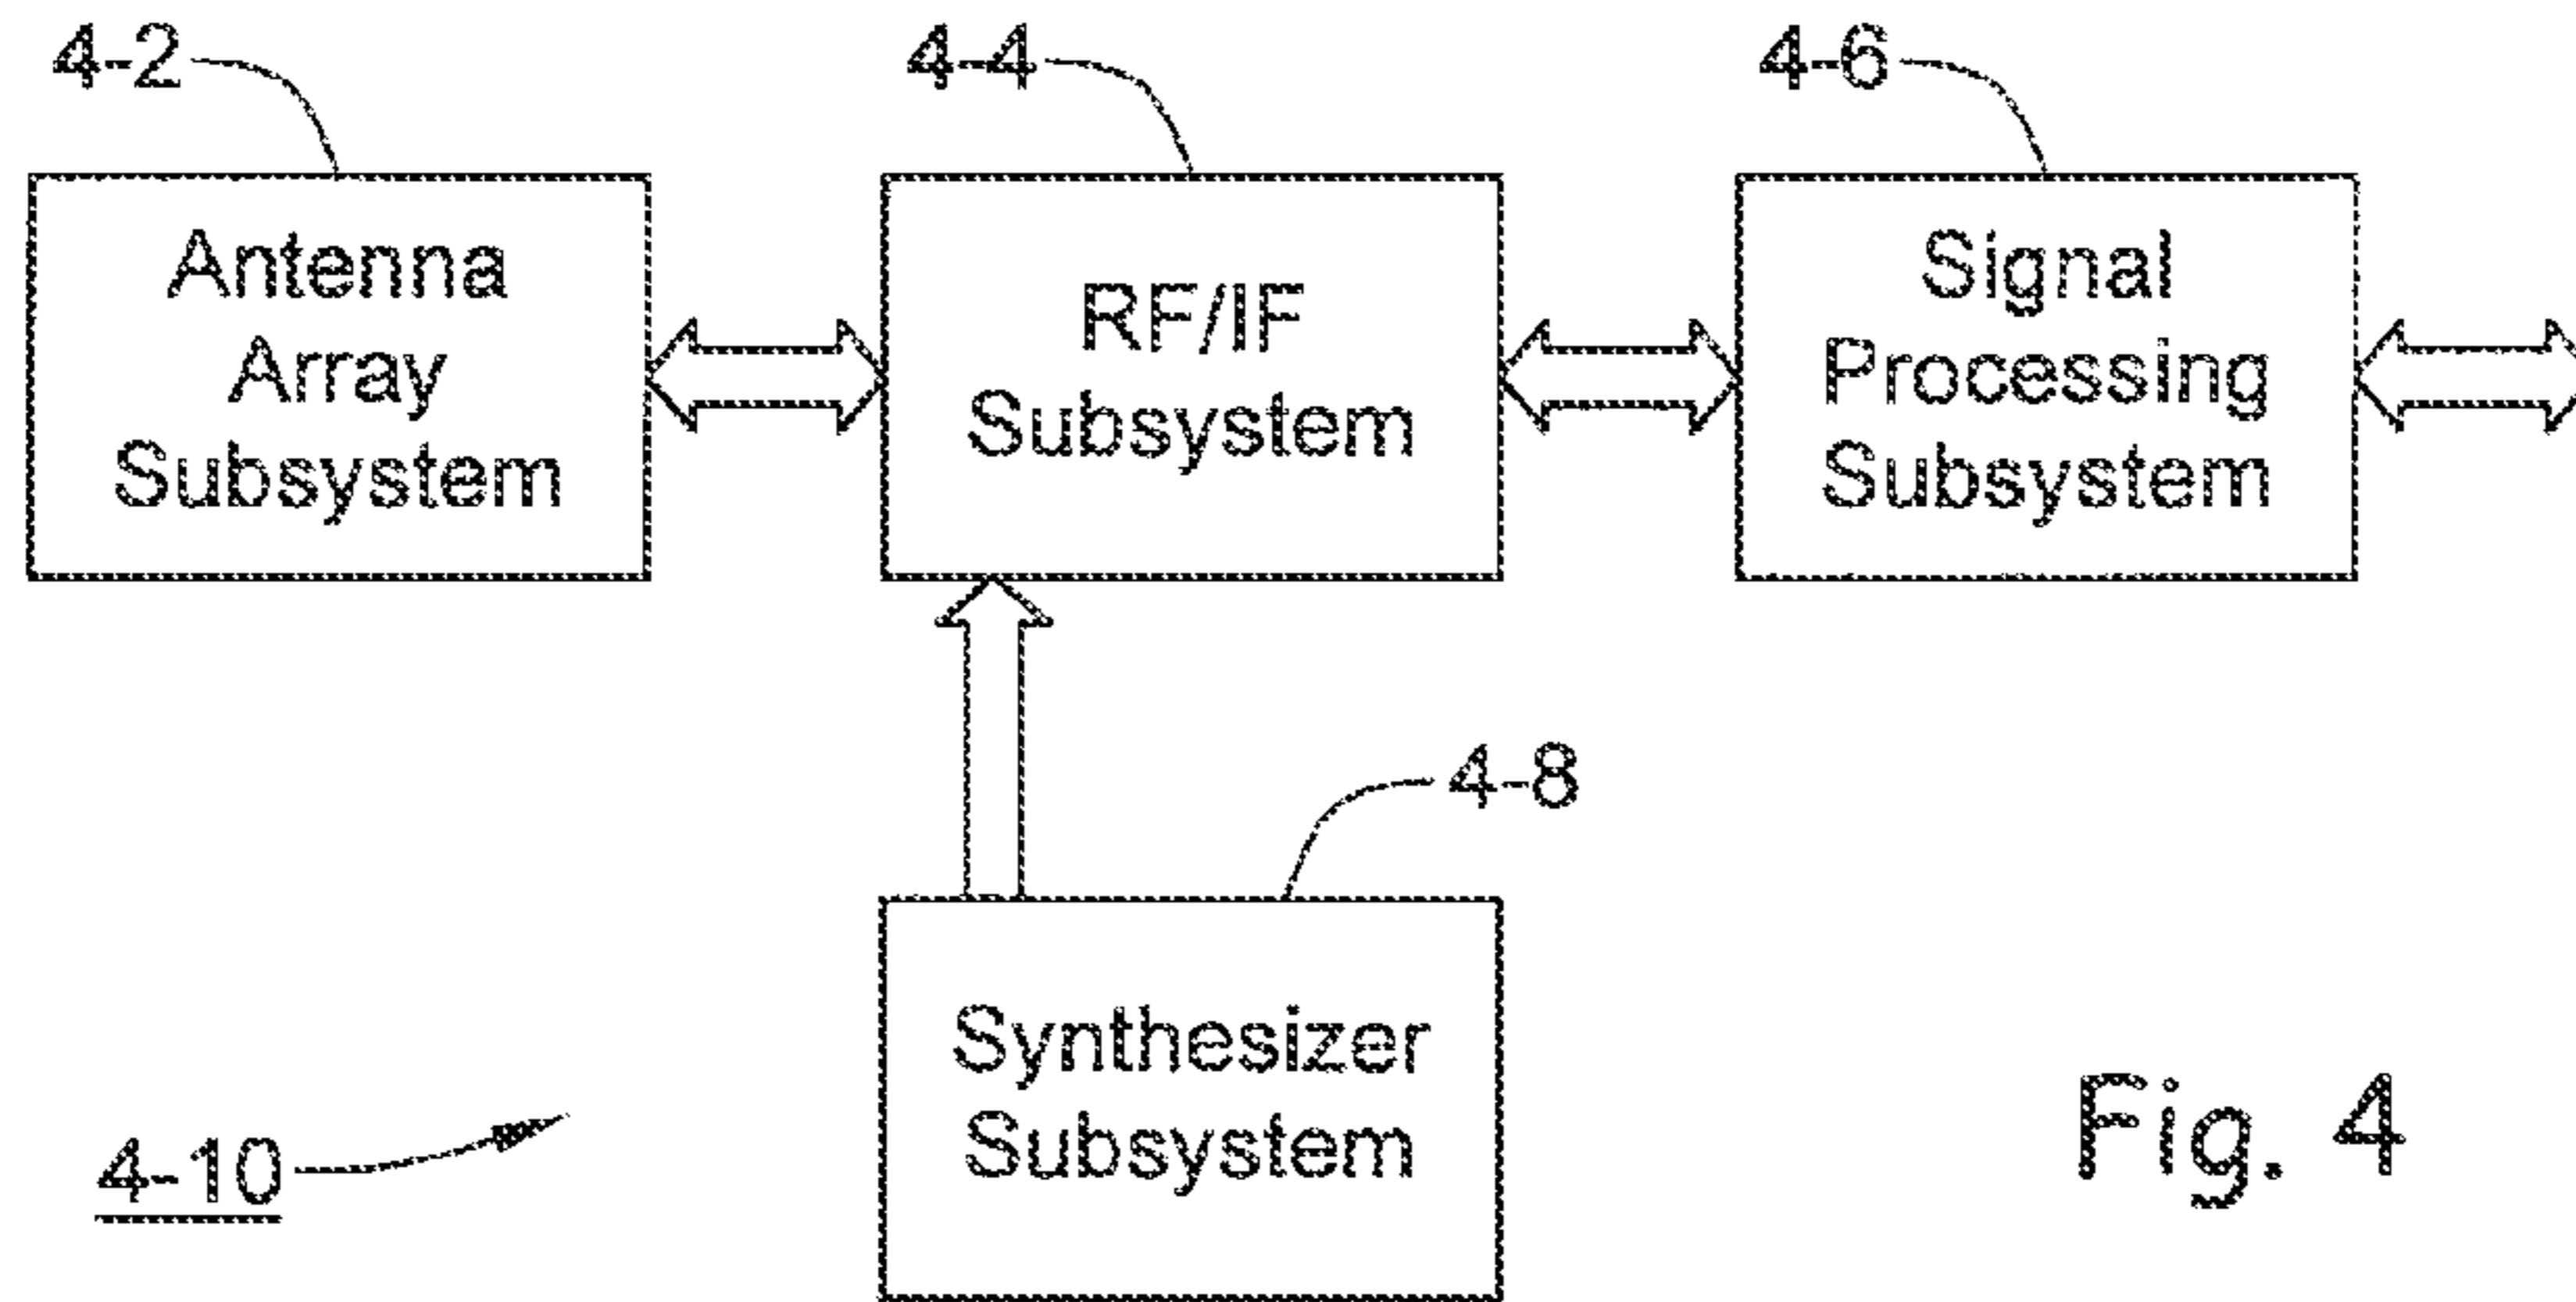 4-2
4-4
4-6
Antenna
Array
Subsystem
RF/IF
Subsystem
Signal
Processing
Subsystem
4-8
Synthesizer
Subsystem
4-10
Fig. 4